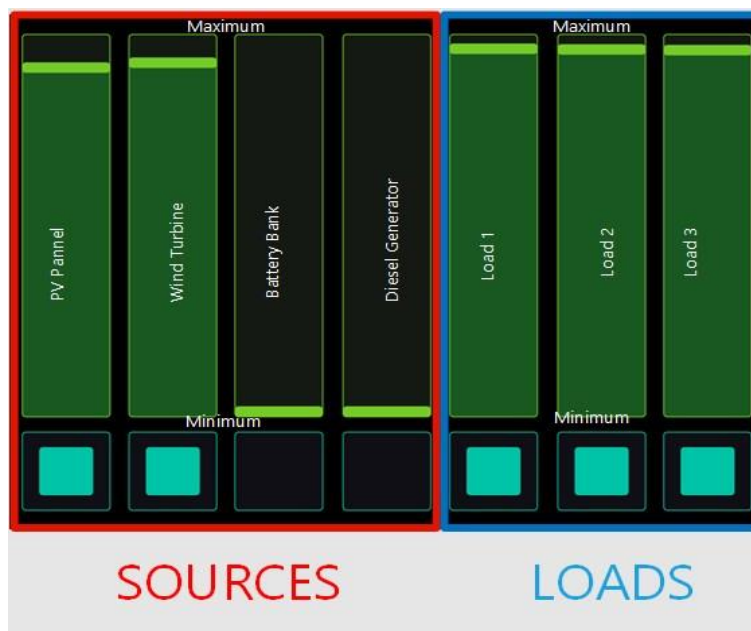 Maximum
Maximum
PV Pannel
Wind Turbine
Battery Bank
Diesel Generator
Load 1
Load 2
Load 3
Minimum
Minimum
SOURCES
LOADS